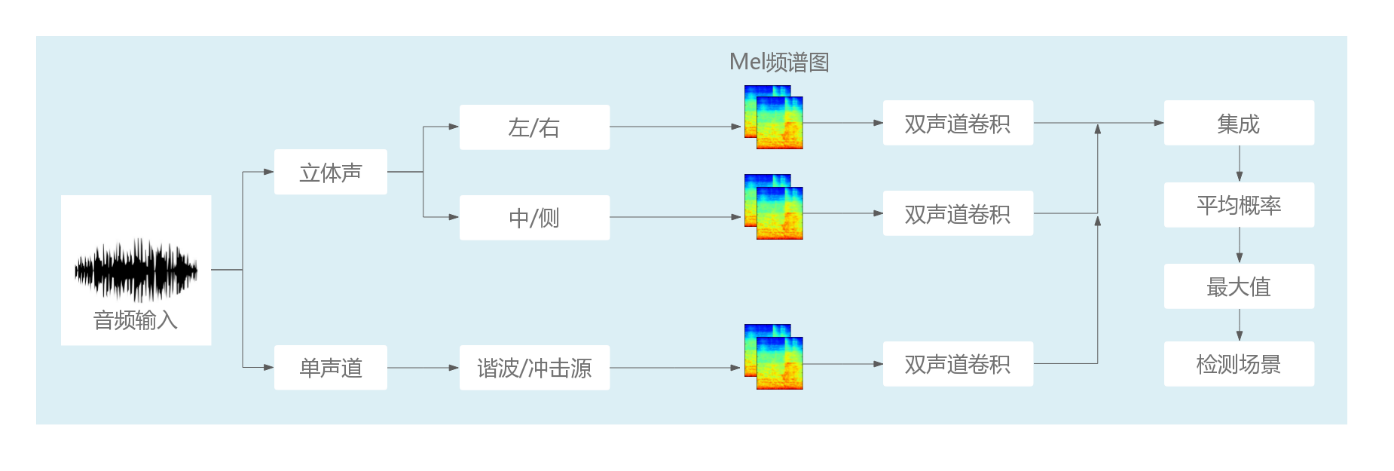 Mel频谱图
左/右
双声道卷积
集成
立体声
中/侧
双声道卷积
平均概率
最大值
音频输入
单声道
谐波/冲击源
双声道卷积
检测场景